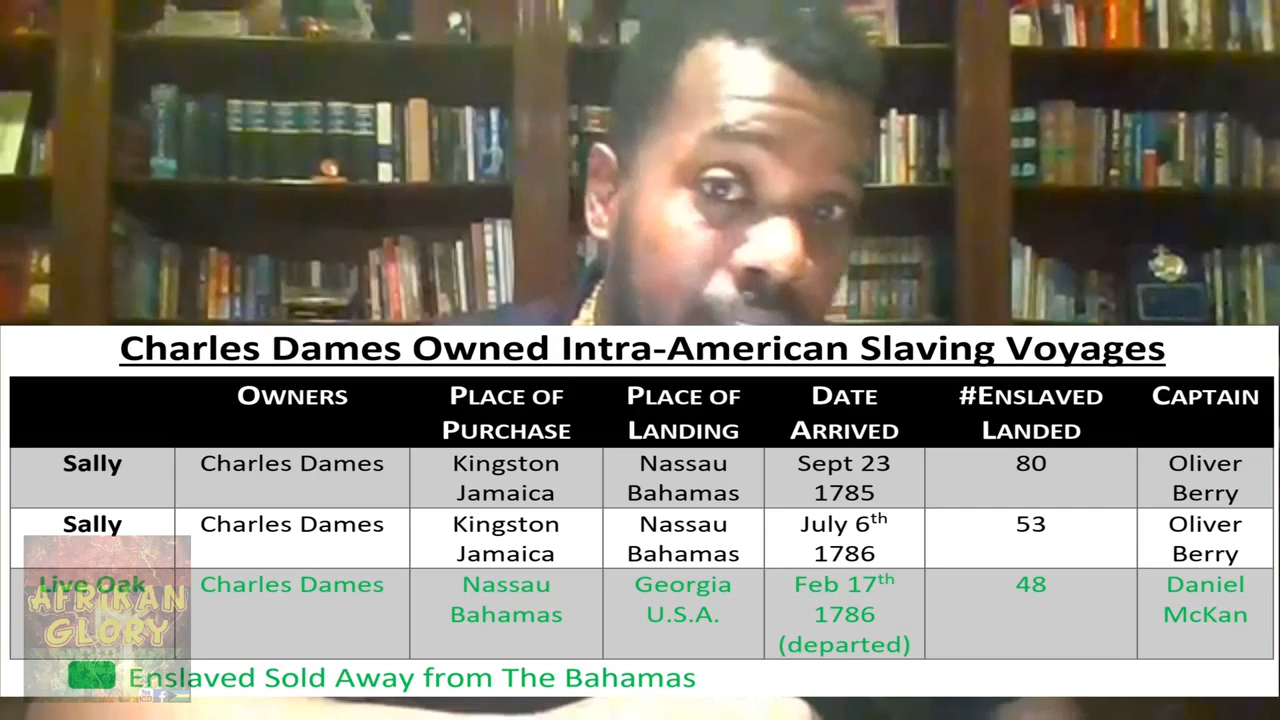 Charles Dames Owned Intra-American Slaving Voyages
OWNERS
PLACE OF PURCHASE
PLACE OF LANDING
DATE ARRIVED
#ENSLAVED LANDED
CAPTAIN
Sally
Charles Dames
Kingston Jamaica
Nassau Bahamas
Sept 23 1785
80
Oliver Berry
Sally
Charles Dames
Kingston Jamaica
Nassau Bahamas
July 6th 1786
53
Oliver Berry
Live Oak
Charles Dames
Nassau Bahamas
Georgia U.S.A.
Feb 17th 1786 (departed)
48
Daniel McKan
Enslaved Sold Away from The Bahamas
AFRIKAN
GLORY